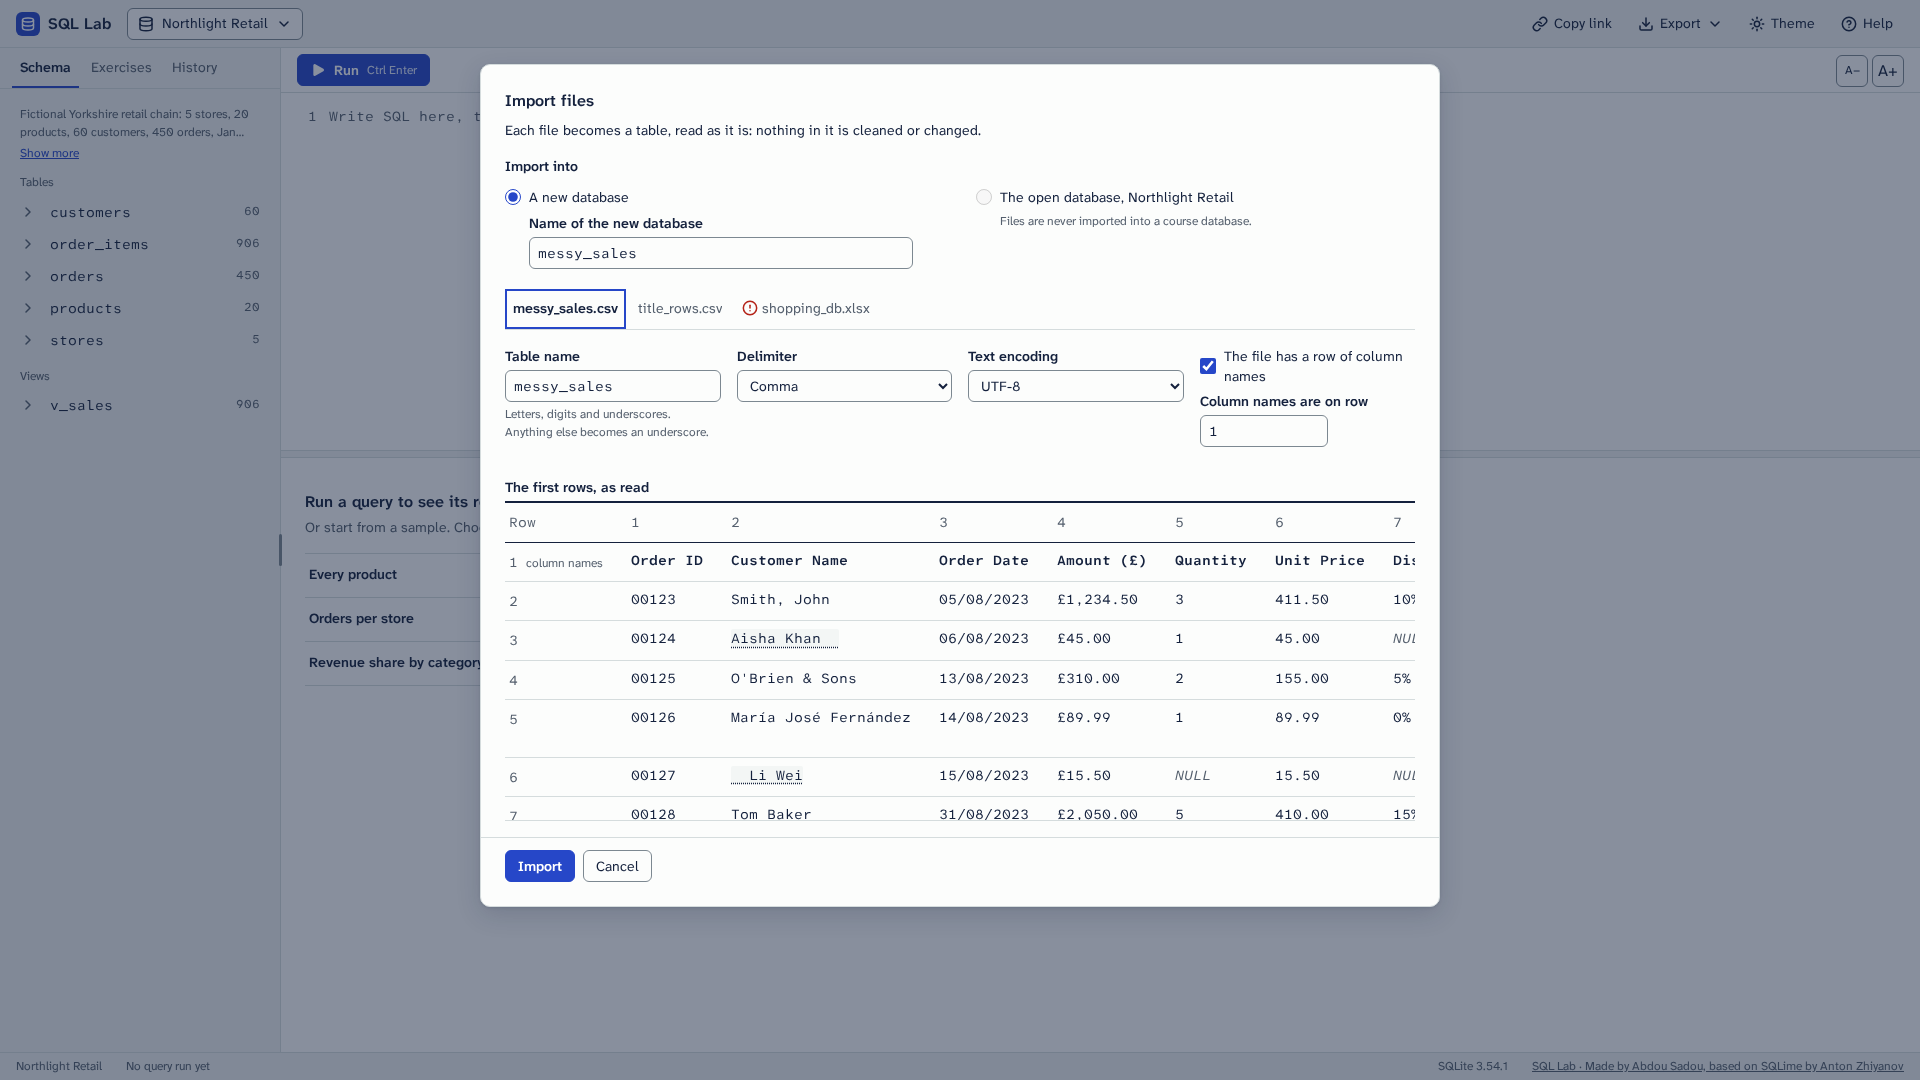 SQL Lab
Northlight Retail
Copy link
Export
Theme
Help
Schema
Exercises
History
Run Ctrl Enter
A−
A+
Fictional Yorkshire retail chain: 5 stores, 20
products, 60 customers, 450 orders, Jan...
Show more
Tables
customers 60
order_items 906
orders 450
products 20
stores 5
Views
v_sales 906
1 Write SQL here, t
Run a query to see its r
Or start from a sample. Cho
Every product
Orders per store
Revenue share by category
Import files
Each file becomes a table, read as it is: nothing in it is cleaned or changed.
Import into
A new database
Name of the new database
messy_sales
The open database, Northlight Retail
Files are never imported into a course database.
messy_sales.csv title_rows.csv shopping_db.xlsx
Table name
messy_sales
Letters, digits and underscores.
Anything else becomes an underscore.
Delimiter
Comma
Text encoding
UTF-8
The file has a row of column
names
Column names are on row
1
The first rows, as read
Row 1 2 3 4 5 6 7
1 column names Order ID Customer Name Order Date Amount (£) Quantity Unit Price Dis
2 00123 Smith, John 05/08/2023 £1,234.50 3 411.50 10%
3 00124 Aisha Khan 06/08/2023 £45.00 1 45.00 NUL
4 00125 O'Brien & Sons 13/08/2023 £310.00 2 155.00 5%
5 00126 María José Fernández 14/08/2023 £89.99 1 89.99 0%
6 00127 Li Wei 15/08/2023 £15.50 NULL 15.50 NUL
7 00128 Tom Baker 31/08/2023 £2,050.00 5 410.00 15%
Import
Cancel
Northlight Retail
No query run yet
SQLite 3.54.1
SQL Lab · Made by Abdou Sadou, based on SQLime by Anton Zhiyanov